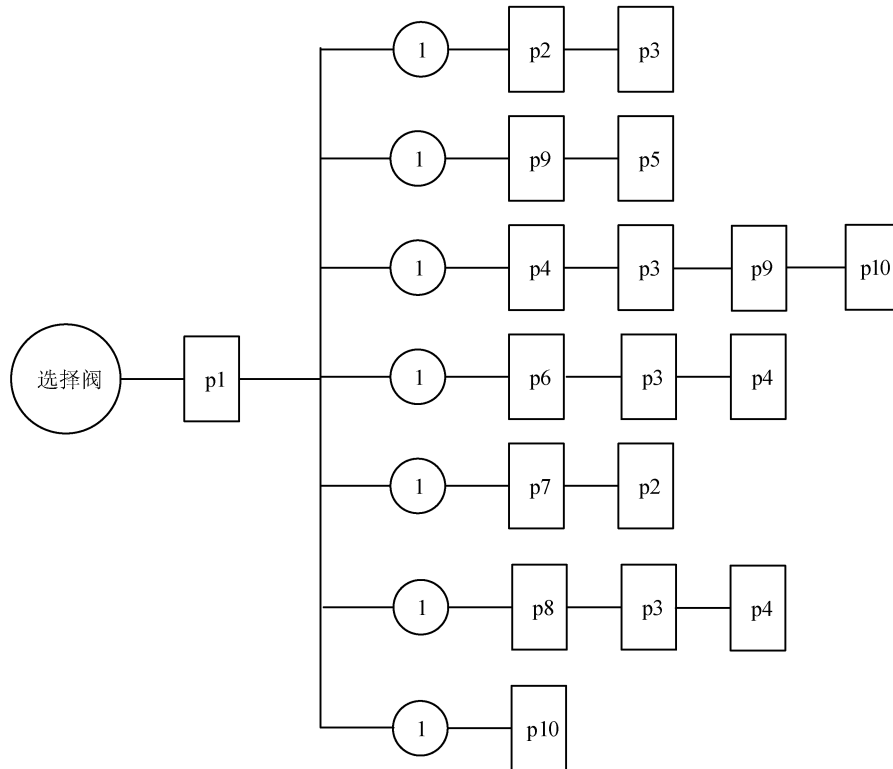 1 p2 p3
1 p9 p5
1 p4 p3 p9 p10
选择阀 p1 1 p6 p3 p4
1 p7 p2
1 p8 p3 p4
1 p10